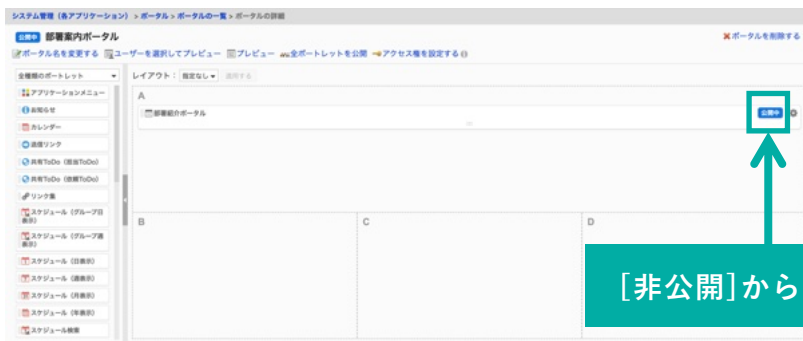 システム管理（各アプリケーション） > ポータル > ポータルの一覧 > ポータルの詳細
公開中 部署案内ポータル
ポータルを削除する
ポータル名を変更する ユーザーを選択してプレビュー プレビュー 全ポートレットを公開 アクセス権を設定する
全種類のポートレット
レイアウト： 指定なし 適用する
アプリケーションメニュー
お知らせ
カレンダー
迷惑リンク
共有ToDo（担当ToDo）
共有ToDo（依頼ToDo）
リンク集
スケジュール（グループ日
表示）
スケジュール（グループ週
表示）
スケジュール（日表示）
スケジュール（週表示）
スケジュール（月表示）
スケジュール（年表示）
スケジュール検索
A
部署紹介ポータル
公開中
B
C
D
[非公開]から